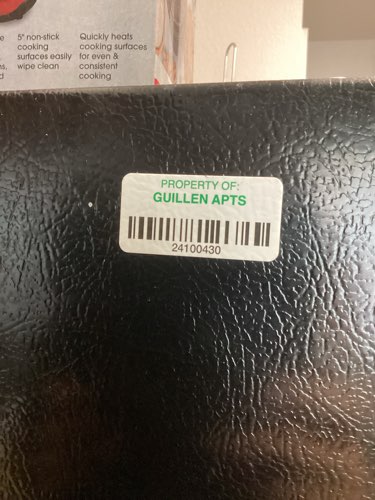 5" non-stick
cooking
surfaces easily
wipe clean
Quickly heats
cooking surfaces
for even &
consistent
cooking
PROPERTY OF:
GUILLEN APTS
24100430